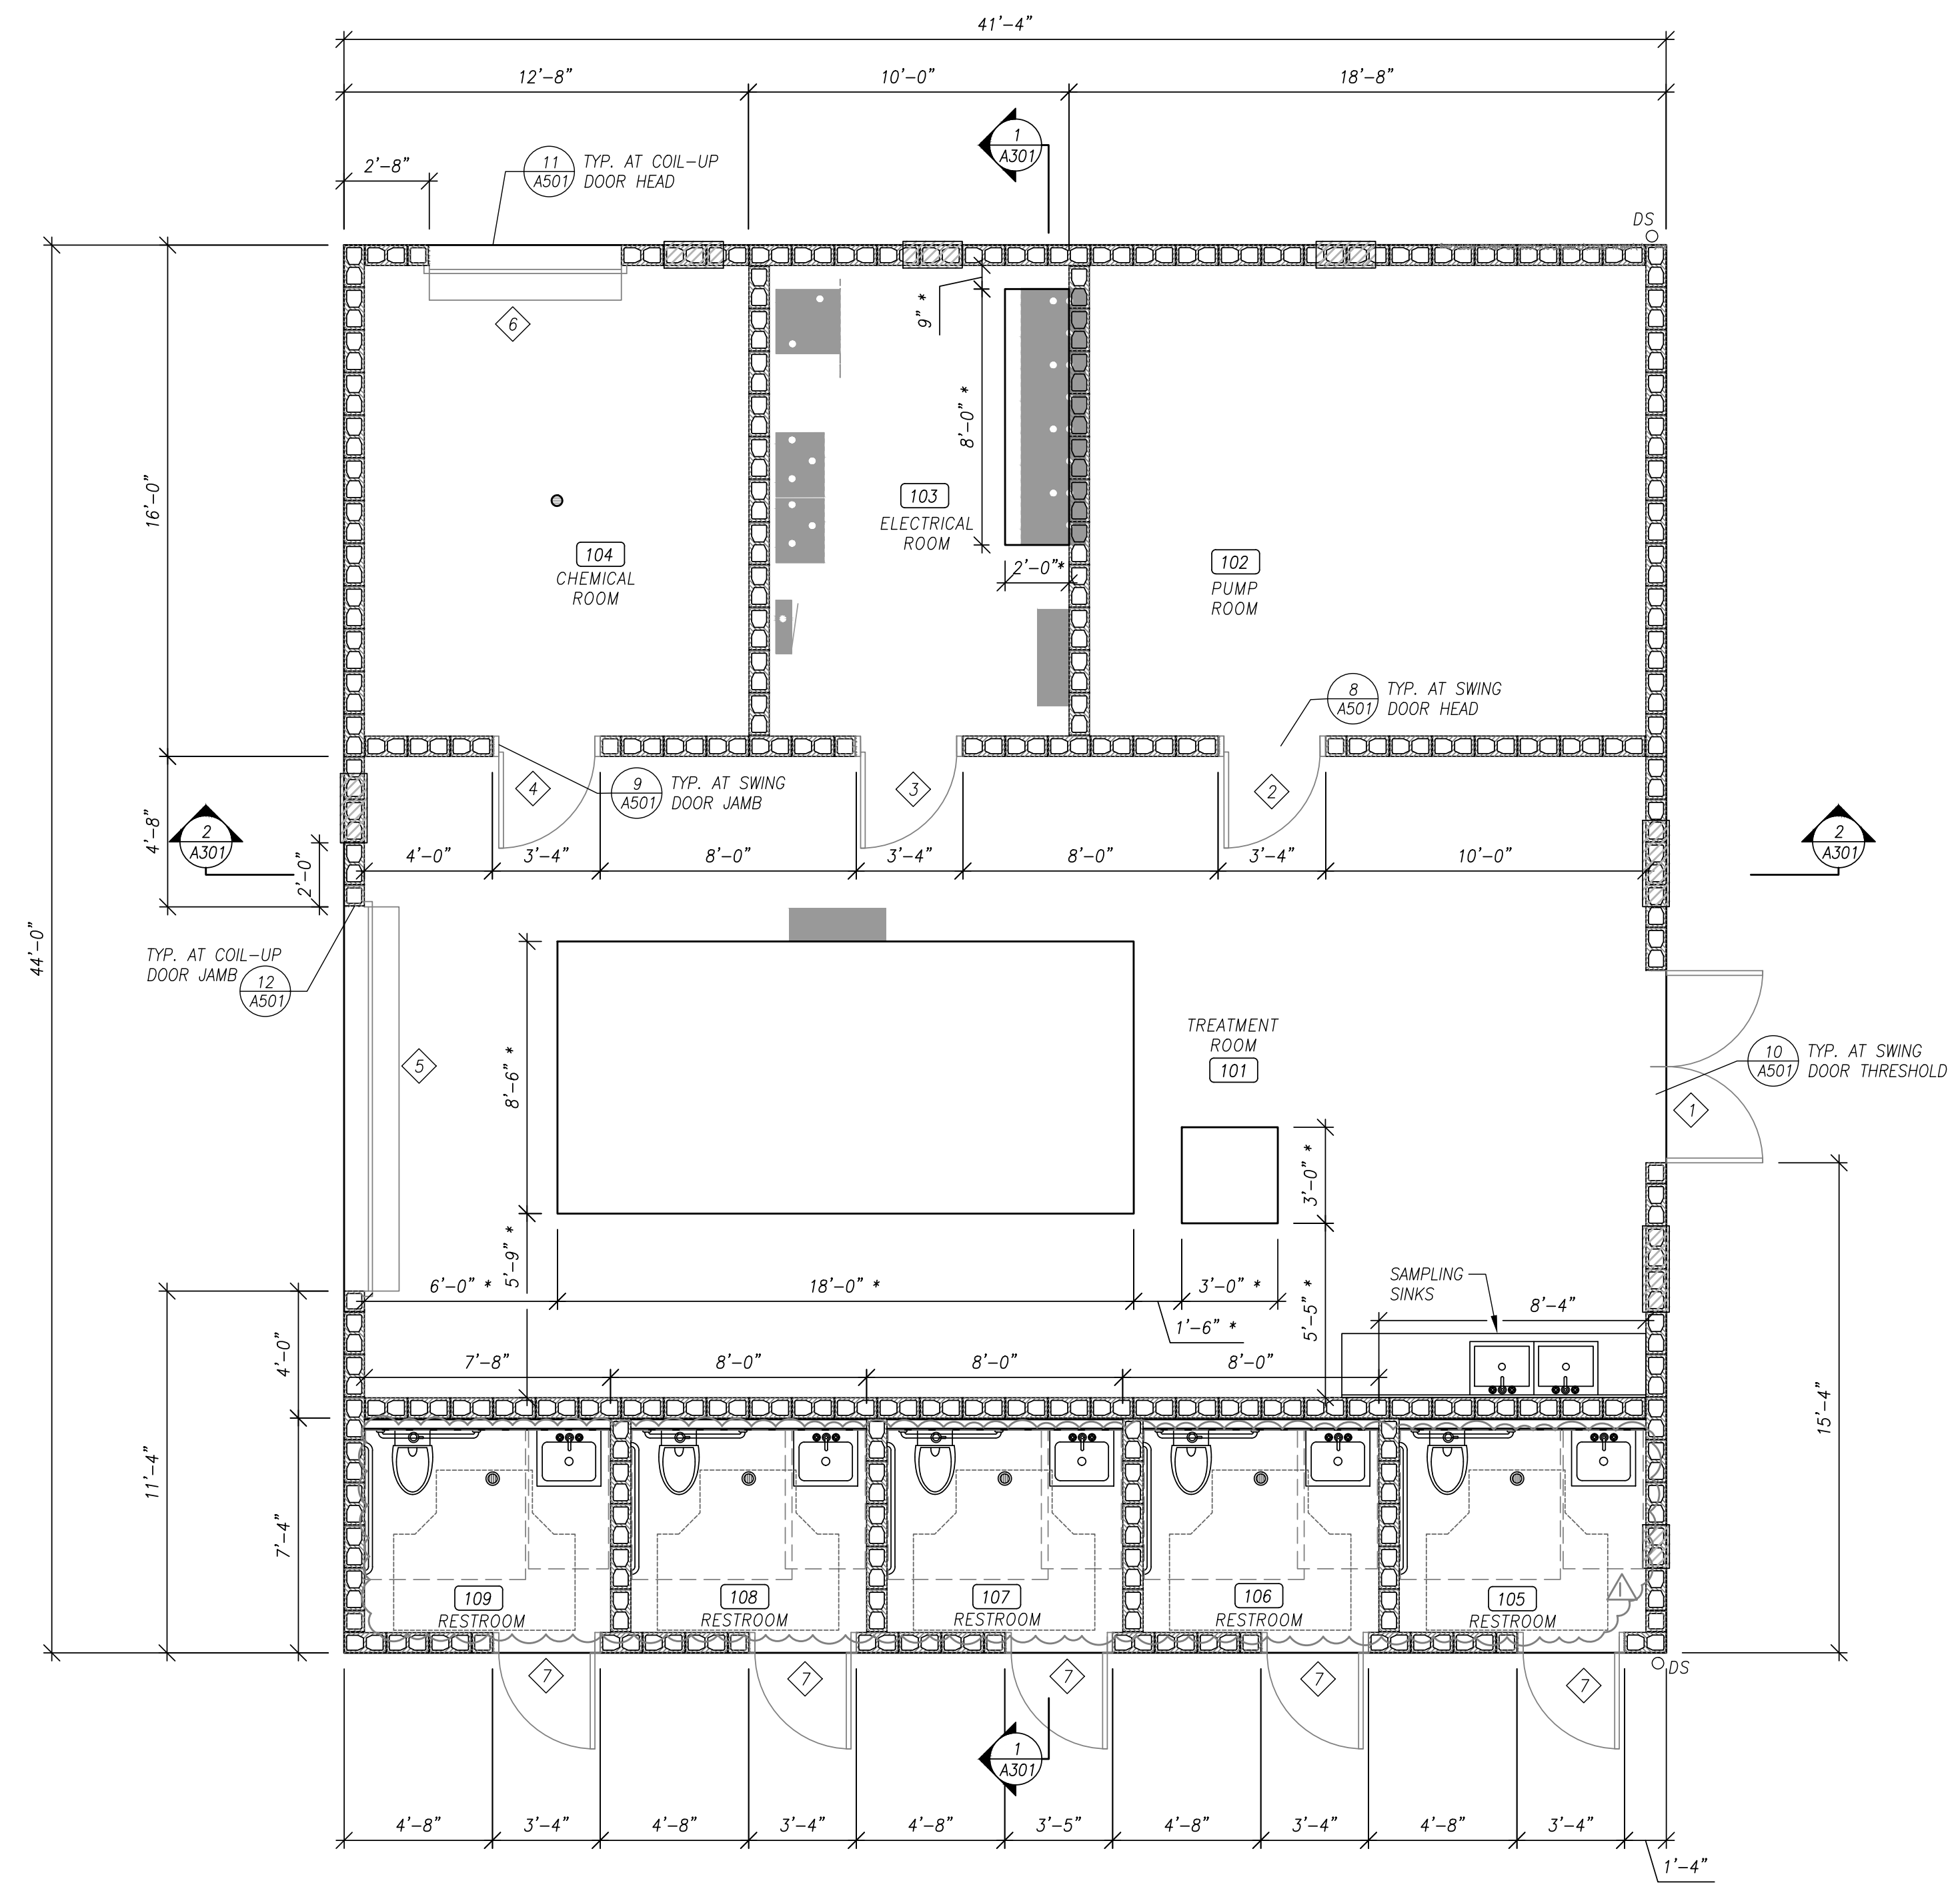 41'-4"
12'-8"
10'-0"
18'-8"
1
A301
2'-8"
11
A501
TYP. AT COIL-UP
DOOR HEAD
DS
6
9" *
8'-0" *
103
ELECTRICAL
ROOM
16'-0"
104
CHEMICAL
ROOM
2'-0"*
102
PUMP
ROOM
8
A501
TYP. AT SWING
DOOR HEAD
4
9
A501
TYP. AT SWING
DOOR JAMB
3
2
4'-8"
2
A301
2'-0"
2
A301
4'-0"
3'-4"
8'-0"
3'-4"
8'-0"
3'-4"
10'-0"
44'-0"
TYP. AT COIL-UP
DOOR JAMB
12
A501
5
8'-6" *
TREATMENT
ROOM
101
10
A501
TYP. AT SWING
DOOR THRESHOLD
1
3'-0" *
5'-9" *
6'-0" *
18'-0" *
3'-0" *
1'-6" *
5'-5" *
SAMPLING
SINKS
8'-4"
4'-0"
7'-8"
8'-0"
8'-0"
8'-0"
15'-4"
11'-4"
7'-4"
109
RESTROOM
108
RESTROOM
107
RESTROOM
106
RESTROOM
105
RESTROOM
1
7
7
7
7
7
DS
1
A301
4'-8"
3'-4"
4'-8"
3'-4"
4'-8"
3'-5"
4'-8"
3'-4"
4'-8"
3'-4"
1'-4"